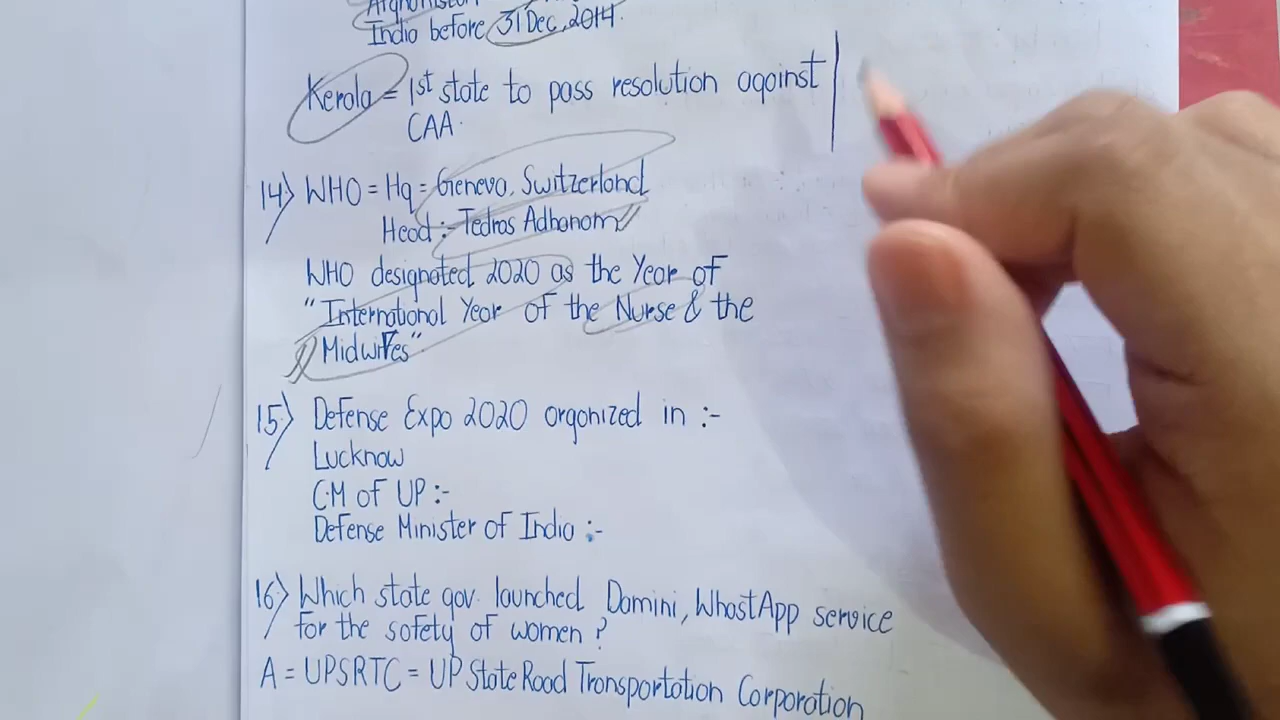 Afghanistan
India before 31 Dec, 2014.
Kerala = 1st state to pass resolution against
CAA.
14) WHO = Hq = Geneva, Switzerland
Head :- Tedros Adhanom
WHO designated 2020 as the Year of
"International Year of the Nurse & the
Midwives"
15) Defense Expo 2020 organized in :-
Lucknow
C.M of UP :-
Defense Minister of India :-
16) Which state gov. launched Damini, WhastApp service
for the safety of women ?
A = UPSRTC = UP State Road Transportation Corporation